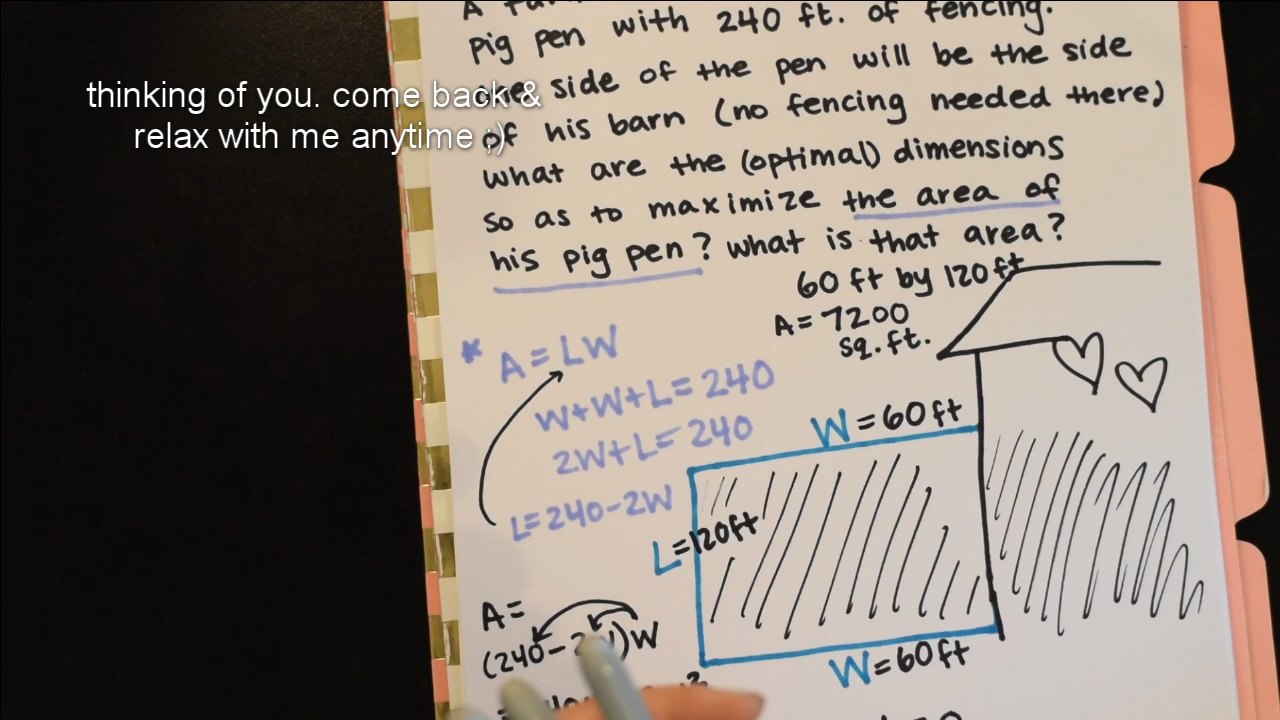 thinking of you. come back &
relax with me anytime ;)
A
pig pen with 240 ft. of fencing.
one side of the pen will be the side
of his barn (no fencing needed there)
what are the (optimal) dimensions
so as to maximize the area of
his pig pen? what is that area?
60 ft by 120 ft
A = 7200
sq. ft.
* A = LW
W+W+L = 240
2W+L = 240
L = 240-2W
W = 60 ft
L = 120 ft
W = 60 ft
A =
(240-2W)W